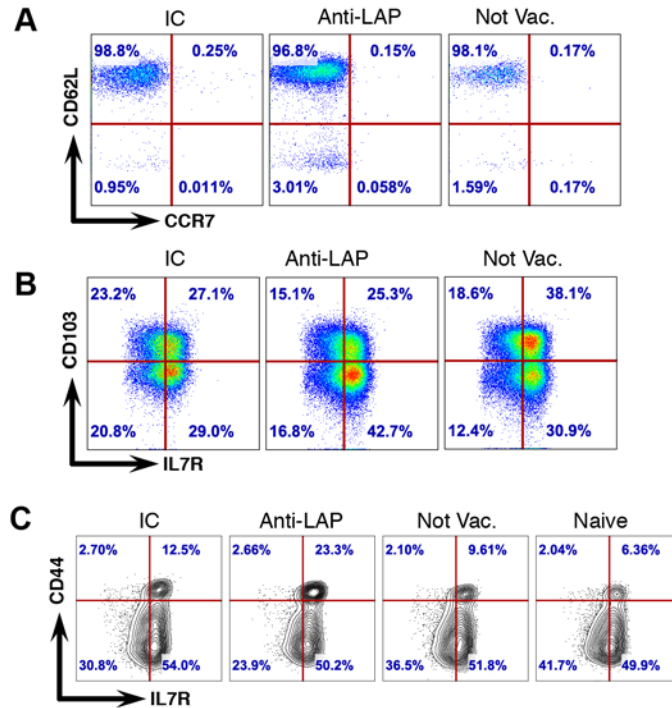 A
IC
Anti-LAP
Not Vac.
98.8%
0.25%
96.8%
0.15%
98.1%
0.17%
CD62L
0.95%
0.011%
3.01%
0.058%
1.59%
0.17%
CCR7
B
IC
Anti-LAP
Not Vac.
23.2%
27.1%
15.1%
25.3%
18.6%
38.1%
CD103
20.8%
29.0%
16.8%
42.7%
12.4%
30.9%
IL7R
C
IC
Anti-LAP
Not Vac.
Naive
2.70%
12.5%
2.66%
23.3%
2.10%
9.61%
2.04%
6.36%
CD44
30.8%
54.0%
23.9%
50.2%
36.5%
51.8%
41.7%
49.9%
IL7R